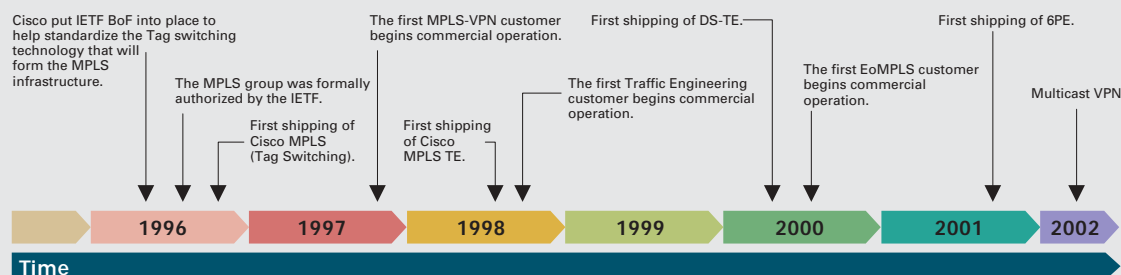 Cisco put IETF BoF into place to
help standardize the Tag switching
technology that will
form the MPLS
infrastructure.
The MPLS group was formally
authorized by the IETF.
First shipping of
Cisco MPLS
(Tag Switching).
The first MPLS-VPN customer
begins commercial operation.
First shipping
of Cisco
MPLS TE.
The first Traffic Engineering
customer begins commercial
operation.
First shipping of DS-TE.
The first EoMPLS customer
begins commercial
operation.
First shipping of 6PE.
Multicast VPN
1996
1997
1998
1999
2000
2001
2002
Time